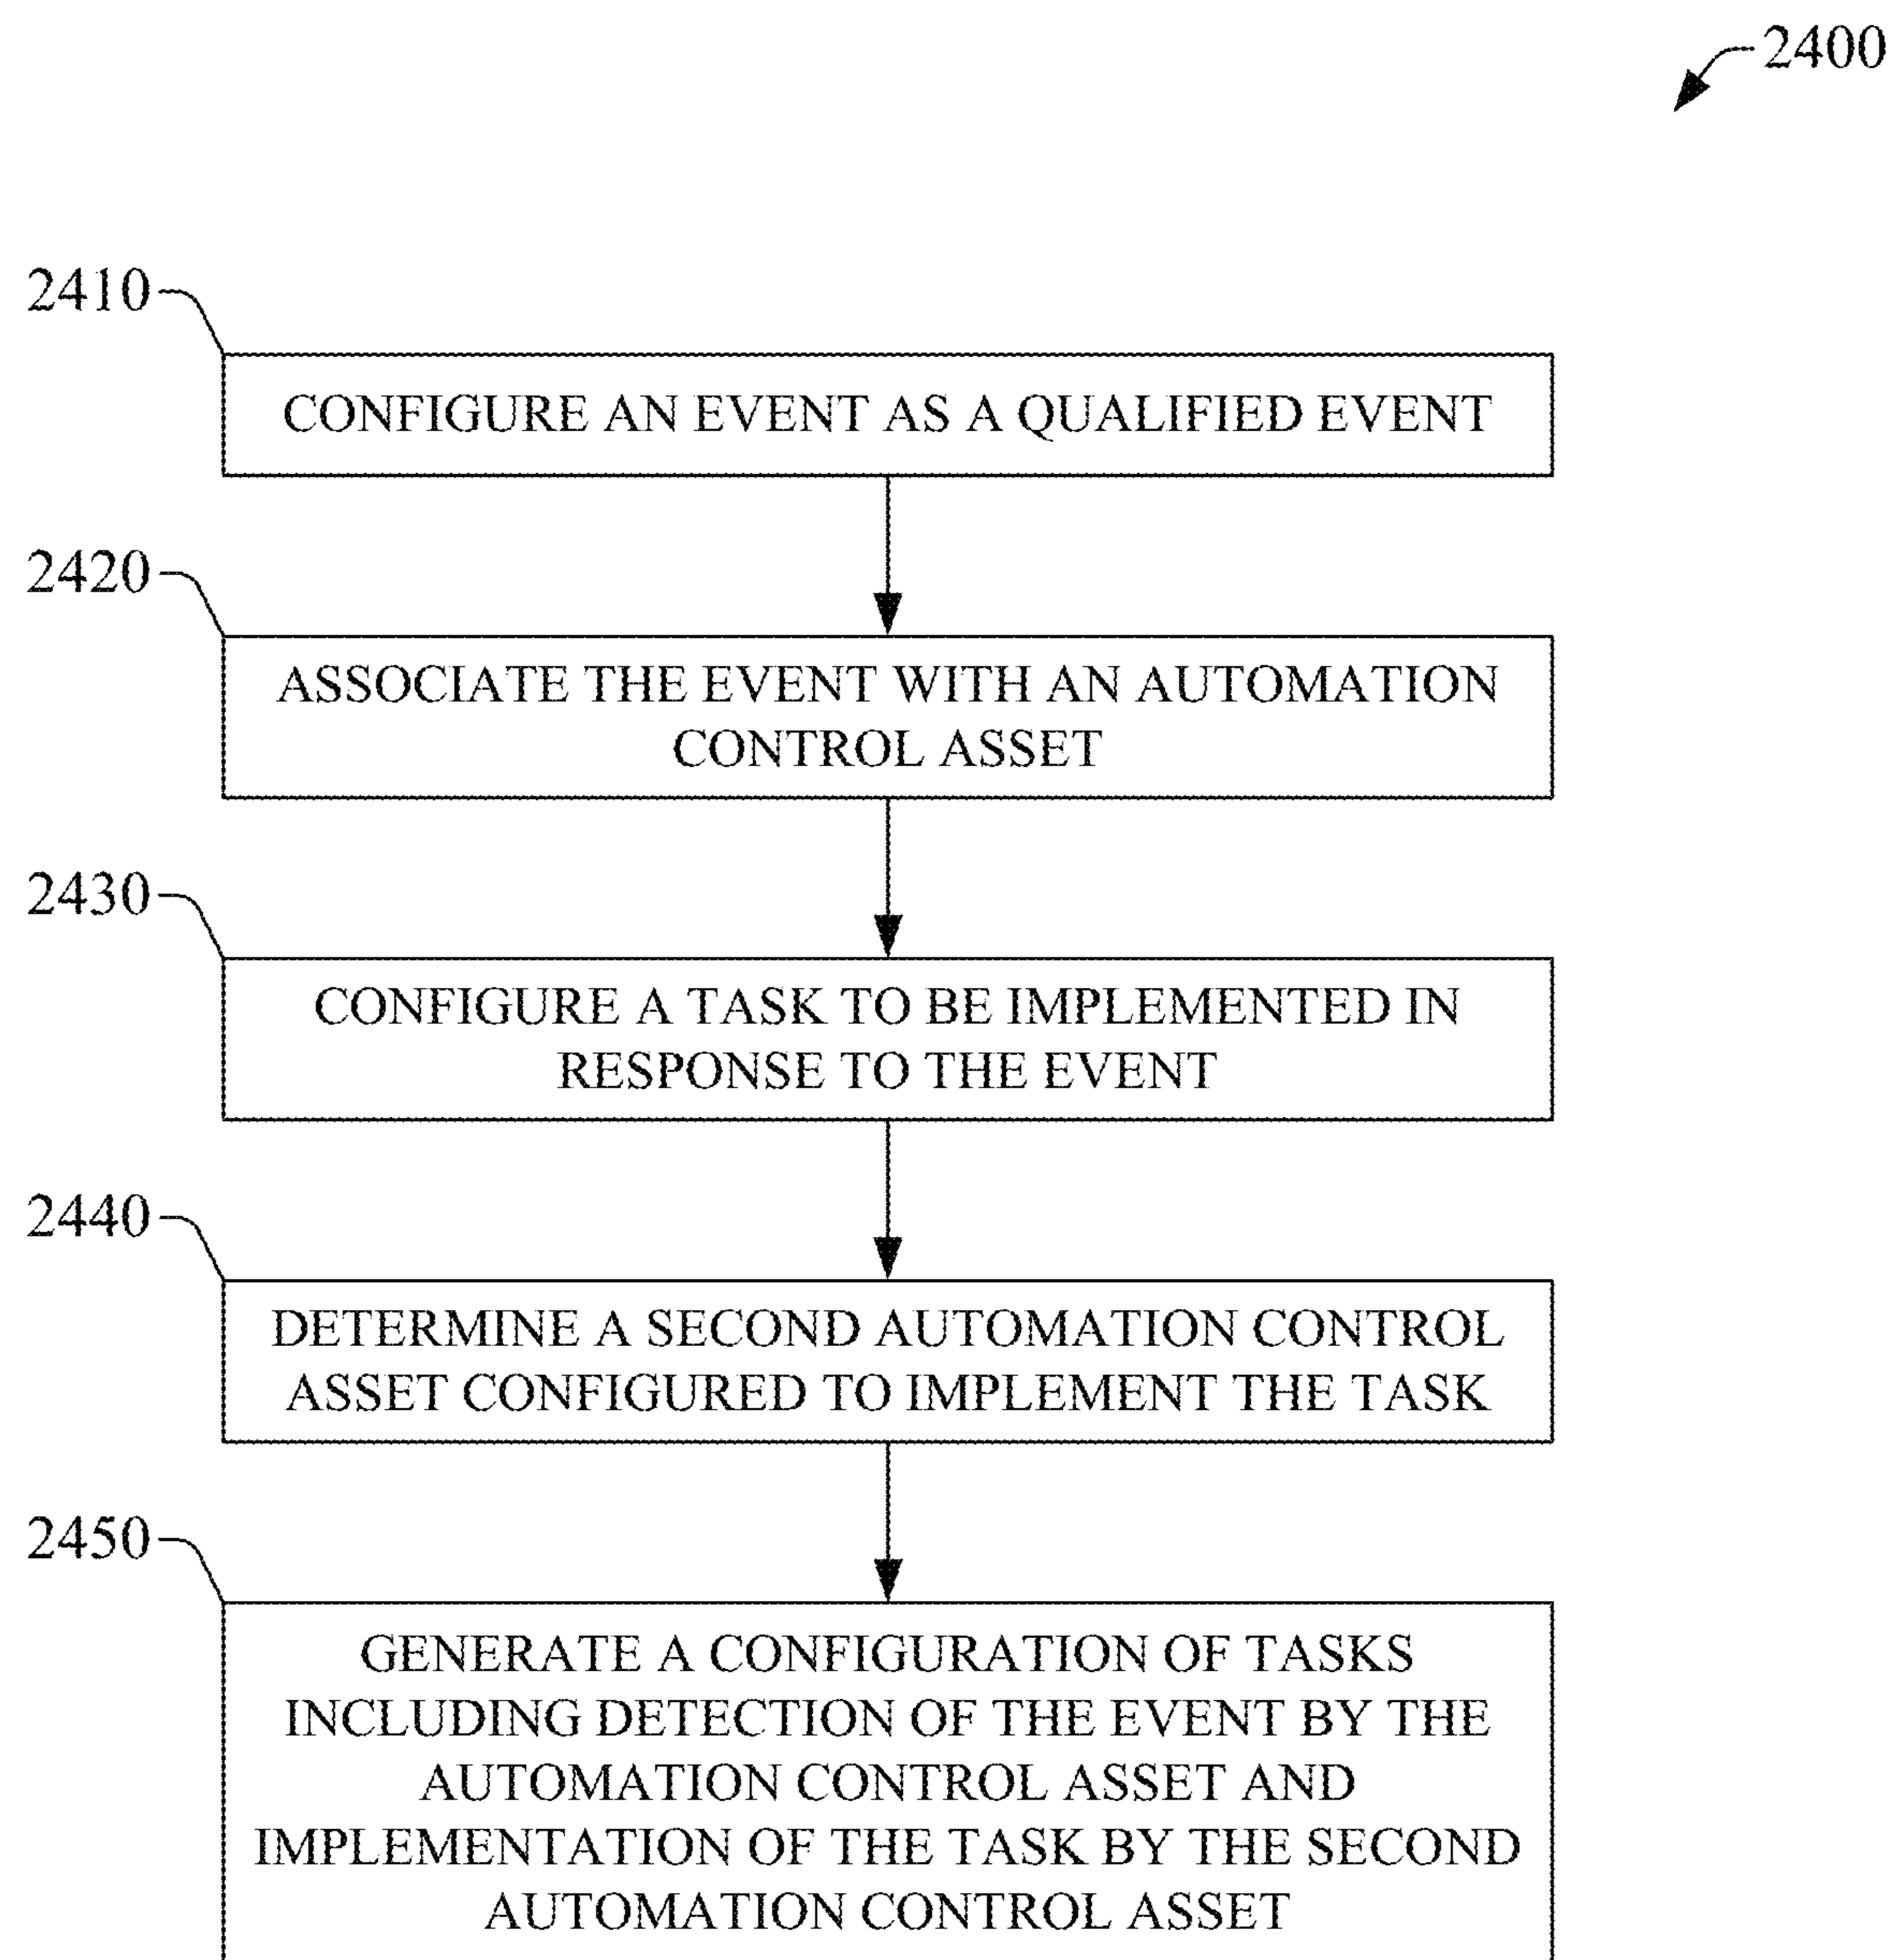 2400
2410
CONFIGURE AN EVENT AS A QUALIFIED EVENT
2420
ASSOCIATE THE EVENT WITH AN AUTOMATION
CONTROL ASSET
2430
CONFIGURE A TASK TO BE IMPLEMENTED IN
RESPONSE TO THE EVENT
2440
DETERMINE A SECOND AUTOMATION CONTROL
ASSET CONFIGURED TO IMPLEMENT THE TASK
2450
GENERATE A CONFIGURATION OF TASKS
INCLUDING DETECTION OF THE EVENT BY THE
AUTOMATION CONTROL ASSET AND
IMPLEMENTATION OF THE TASK BY THE SECOND
AUTOMATION CONTROL ASSET